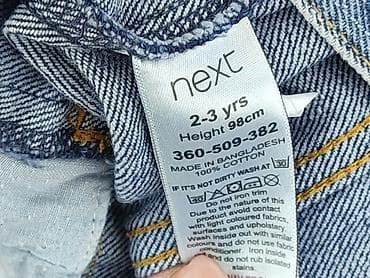 next
2-3 yrs
Height 98cm
360-509-382
MADE IN BANGLADESH
100% COTTON
IF IT'S NOT DIRTY WASH AT 30
Do not iron trim
Due to the nature of this
product avoid contact
with light coloured fabrics,
surfaces and upholstery.
Wash inside out with similar
colours and do not use fabric
conditioner. Iron inside
and do not rub isolated
stains.